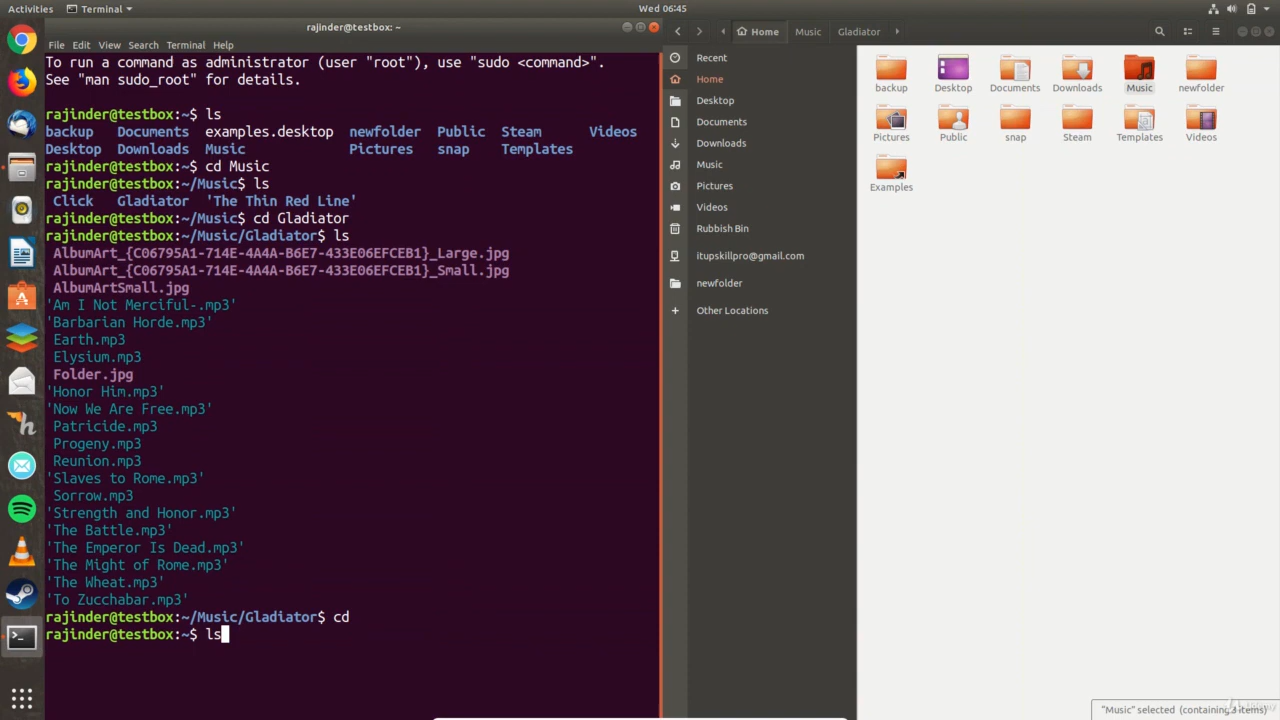 Activities
Terminal
Wed 06:45
rajinder@testbox: ~
File Edit View Search Terminal Help
To run a command as administrator (user "root"), use "sudo <command>".
See "man sudo_root" for details.
rajinder@testbox:~$ ls
backup Documents examples.desktop newfolder Public Steam Videos
Desktop Downloads Music Pictures snap Templates
rajinder@testbox:~$ cd Music
rajinder@testbox:~/Music$ ls
Click Gladiator 'The Thin Red Line'
rajinder@testbox:~/Music$ cd Gladiator
rajinder@testbox:~/Music/Gladiator$ ls
AlbumArt_{C06795A1-714E-4A4A-B6E7-433E06EFCEB1}_Large.jpg
AlbumArt_{C06795A1-714E-4A4A-B6E7-433E06EFCEB1}_Small.jpg
AlbumArtSmall.jpg
'Am I Not Merciful-.mp3'
'Barbarian Horde.mp3'
Earth.mp3
Elysium.mp3
Folder.jpg
'Honor Him.mp3'
'Now We Are Free.mp3'
Patricide.mp3
Progeny.mp3
Reunion.mp3
'Slaves to Rome.mp3'
Sorrow.mp3
'Strength and Honor.mp3'
'The Battle.mp3'
'The Emperor Is Dead.mp3'
'The Might of Rome.mp3'
'The Wheat.mp3'
'To Zucchabar.mp3'
rajinder@testbox:~/Music/Gladiator$ cd
rajinder@testbox:~$ ls
Home Music Gladiator
Recent
Home
Desktop
Documents
Downloads
Music
Pictures
Videos
Rubbish Bin
itupskillpro@gmail.com
newfolder
Other Locations
backup Desktop Documents Downloads Music newfolder
Pictures Public snap Steam Templates Videos
Examples
"Music" selected (containing 3 items)